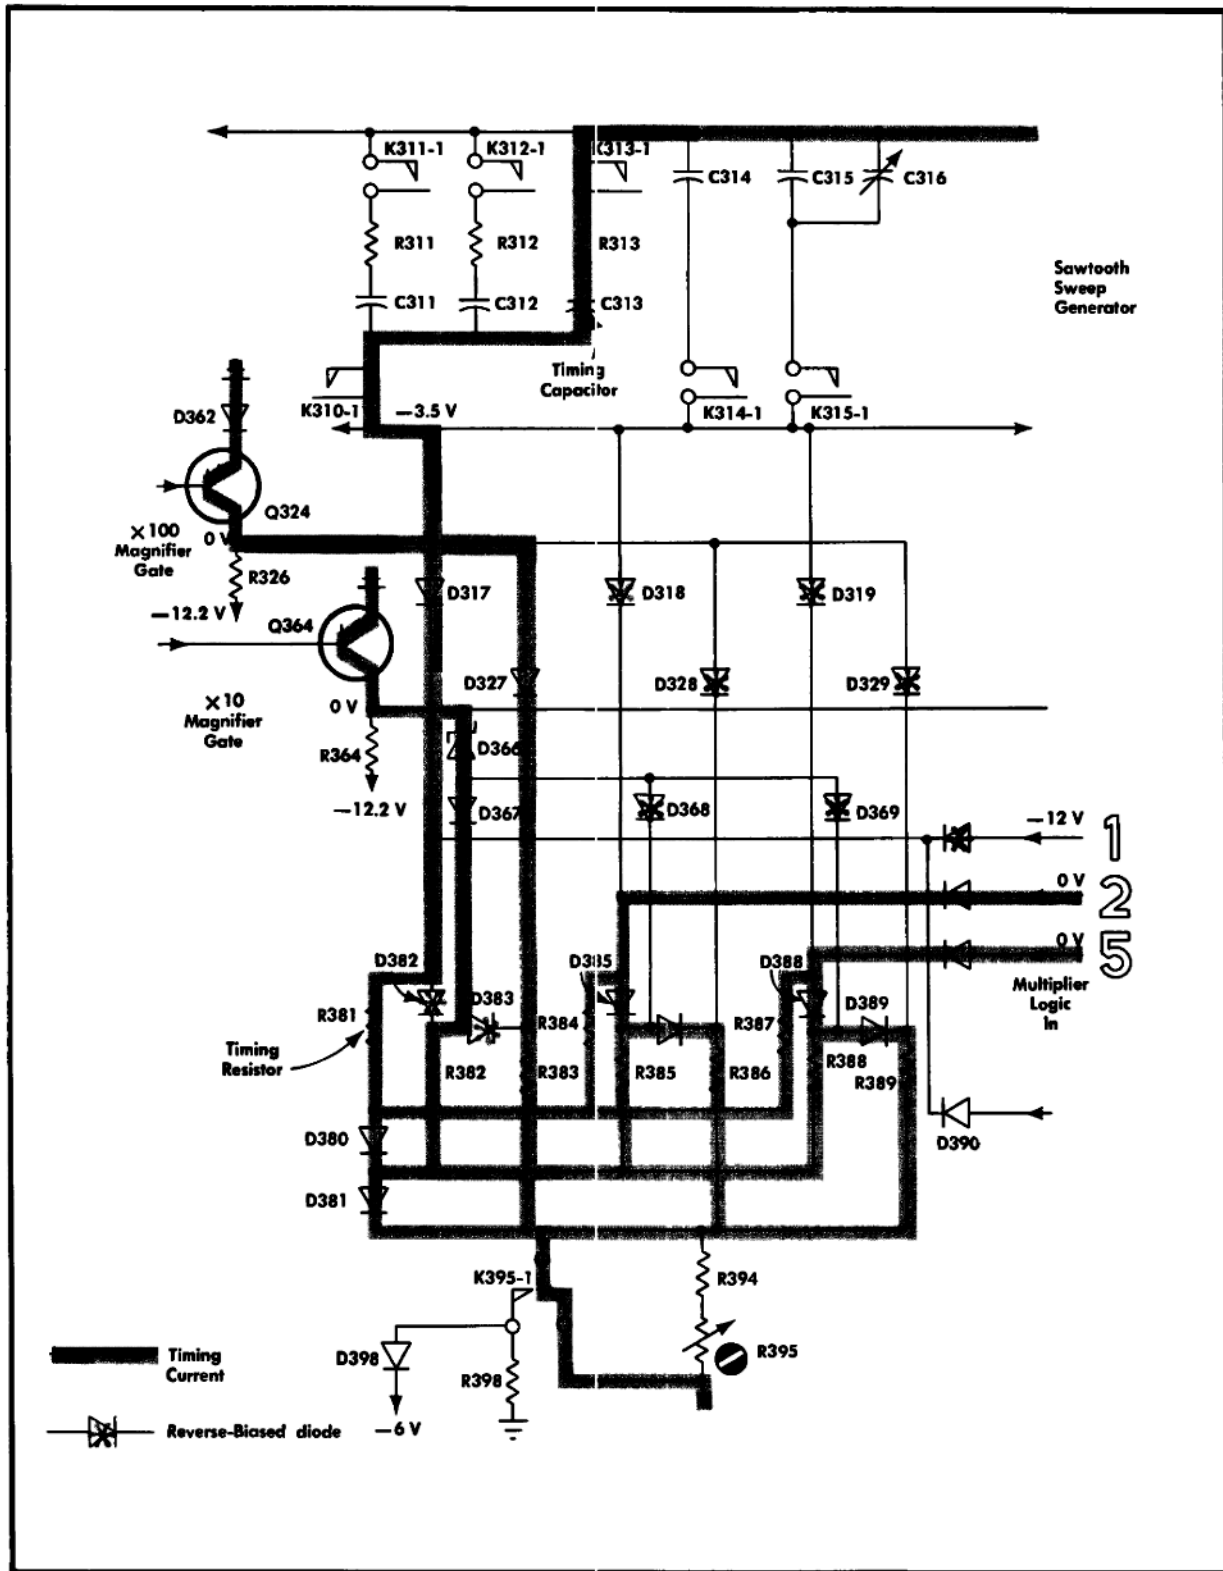 K311-1
K312-1
K313-1
C314
C315
C316
R311
R312
R313
C311
C312
C313
Sawtooth
Sweep
Generator
Timing
Capacitor
D362
K310-1
—3.5 V
K314-1
K315-1
Q324
×100
Magnifier
Gate
0 V
R326
—12.2 V
D317
D318
D319
Q364
×10
Magnifier
Gate
0 V
D327
D328
D329
R364
D366
—12.2 V
D367
D368
D369
—12 V
1
0 V
2
0 V
5
Multiplier
Logic
In
D382
D383
D385
D388
D389
R381
R384
R387
Timing
Resistor
R382
R383
R385
R386
R388
R389
D380
D390
D381
K395-1
R394
D398
R398
R395
—6 V
Timing
Current
Reverse-Biased diode